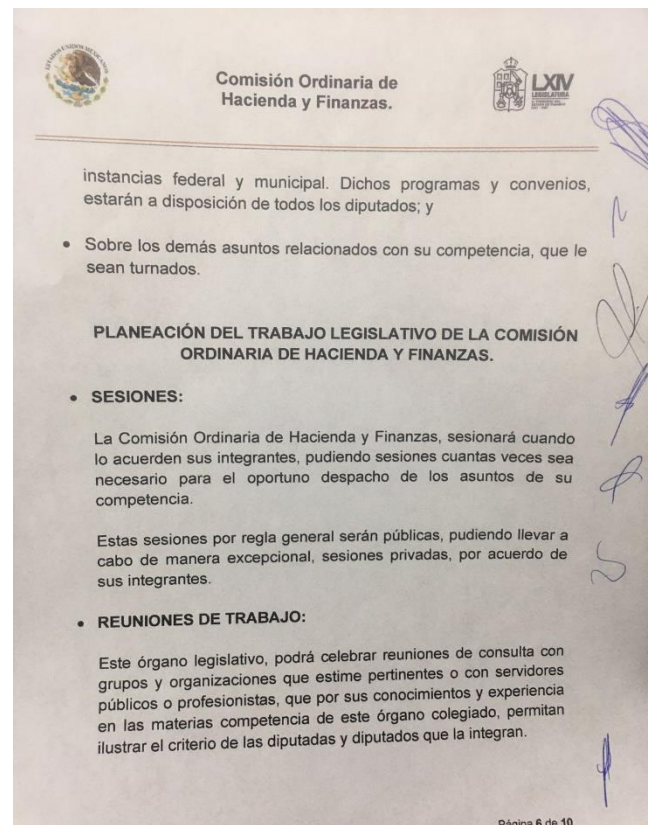 ESTADOS UNIDOS MEXICANOS
Comisión Ordinaria de
Hacienda y Finanzas.
LXIV
LEGISLATURA
instancias federal y municipal. Dichos programas y convenios,
estarán a disposición de todos los diputados; y
• Sobre los demás asuntos relacionados con su competencia, que le
sean turnados.
PLANEACIÓN DEL TRABAJO LEGISLATIVO DE LA COMISIÓN
ORDINARIA DE HACIENDA Y FINANZAS.
• SESIONES:
La Comisión Ordinaria de Hacienda y Finanzas, sesionará cuando
lo acuerden sus integrantes, pudiendo sesiones cuantas veces sea
necesario para el oportuno despacho de los asuntos de su
competencia.
Estas sesiones por regla general serán públicas, pudiendo llevar a
cabo de manera excepcional, sesiones privadas, por acuerdo de
sus integrantes.
• REUNIONES DE TRABAJO:
Este órgano legislativo, podrá celebrar reuniones de consulta con
grupos y organizaciones que estime pertinentes o con servidores
públicos o profesionistas, que por sus conocimientos y experiencia
en las materias competencia de este órgano colegiado, permitan
ilustrar el criterio de las diputadas y diputados que la integran.
Página 6 de 10